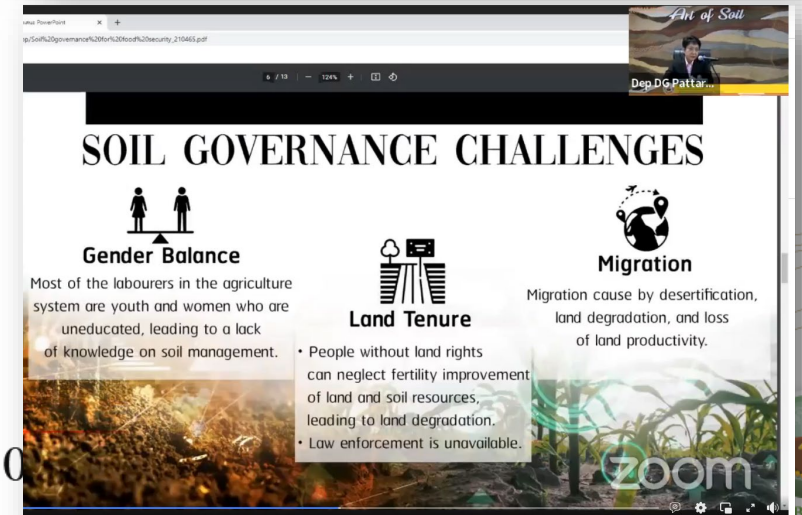 PowerPoint
p/Soil%20governance%20for%20food%20security_210465.pdf
6 / 13
124%
Art of Soil
Dep DG Pattar...
SOIL GOVERNANCE CHALLENGES
Gender Balance
Most of the labourers in the agriculture
system are youth and women who are
uneducated, leading to a lack
of knowledge on soil management.
Land Tenure
• People without land rights
can neglect fertility improvement
of land and soil resources,
leading to land degradation.
• Law enforcement is unavailable.
Migration
Migration cause by desertification,
land degradation, and loss
of land productivity.
zoom